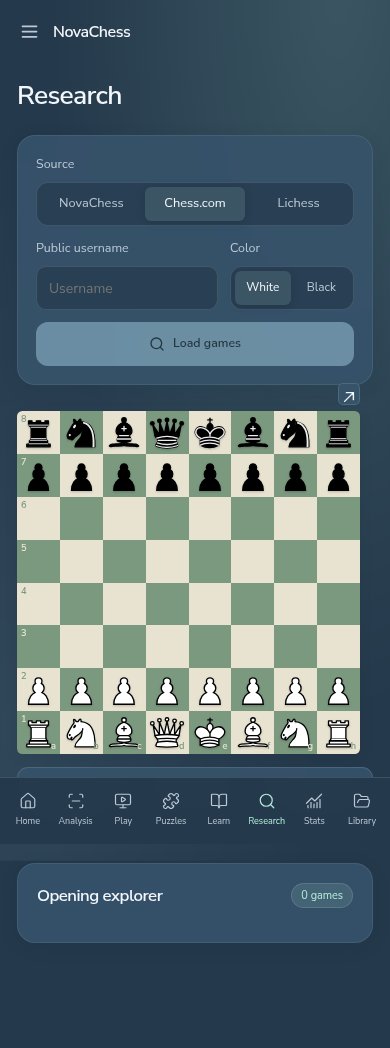 NovaChess
Research
Source
NovaChess Chess.com Lichess
Public username Color
Username White Black
Load games
8
7
6
5
4
3
2
1
a b c d e f g h
Home Analysis Play Puzzles Learn Research Stats Library
Opening explorer 0 games